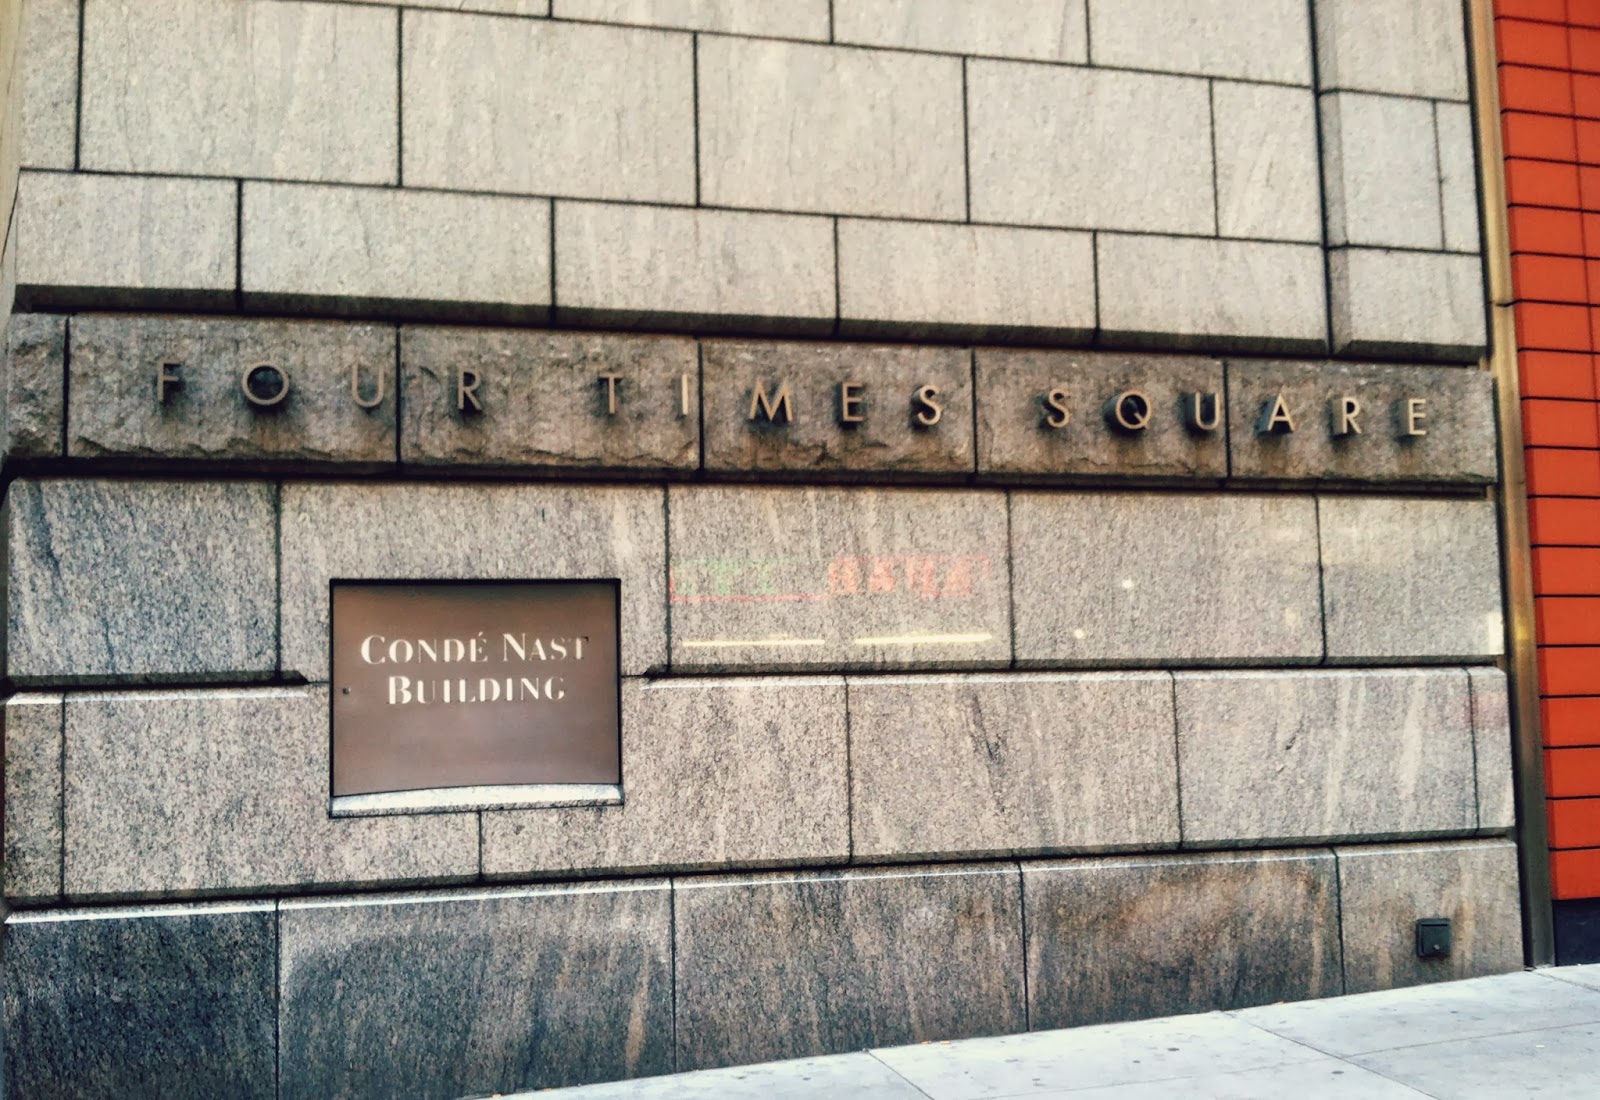 FOUR TIMES SQUARE
CONDÉ NAST
BUILDING